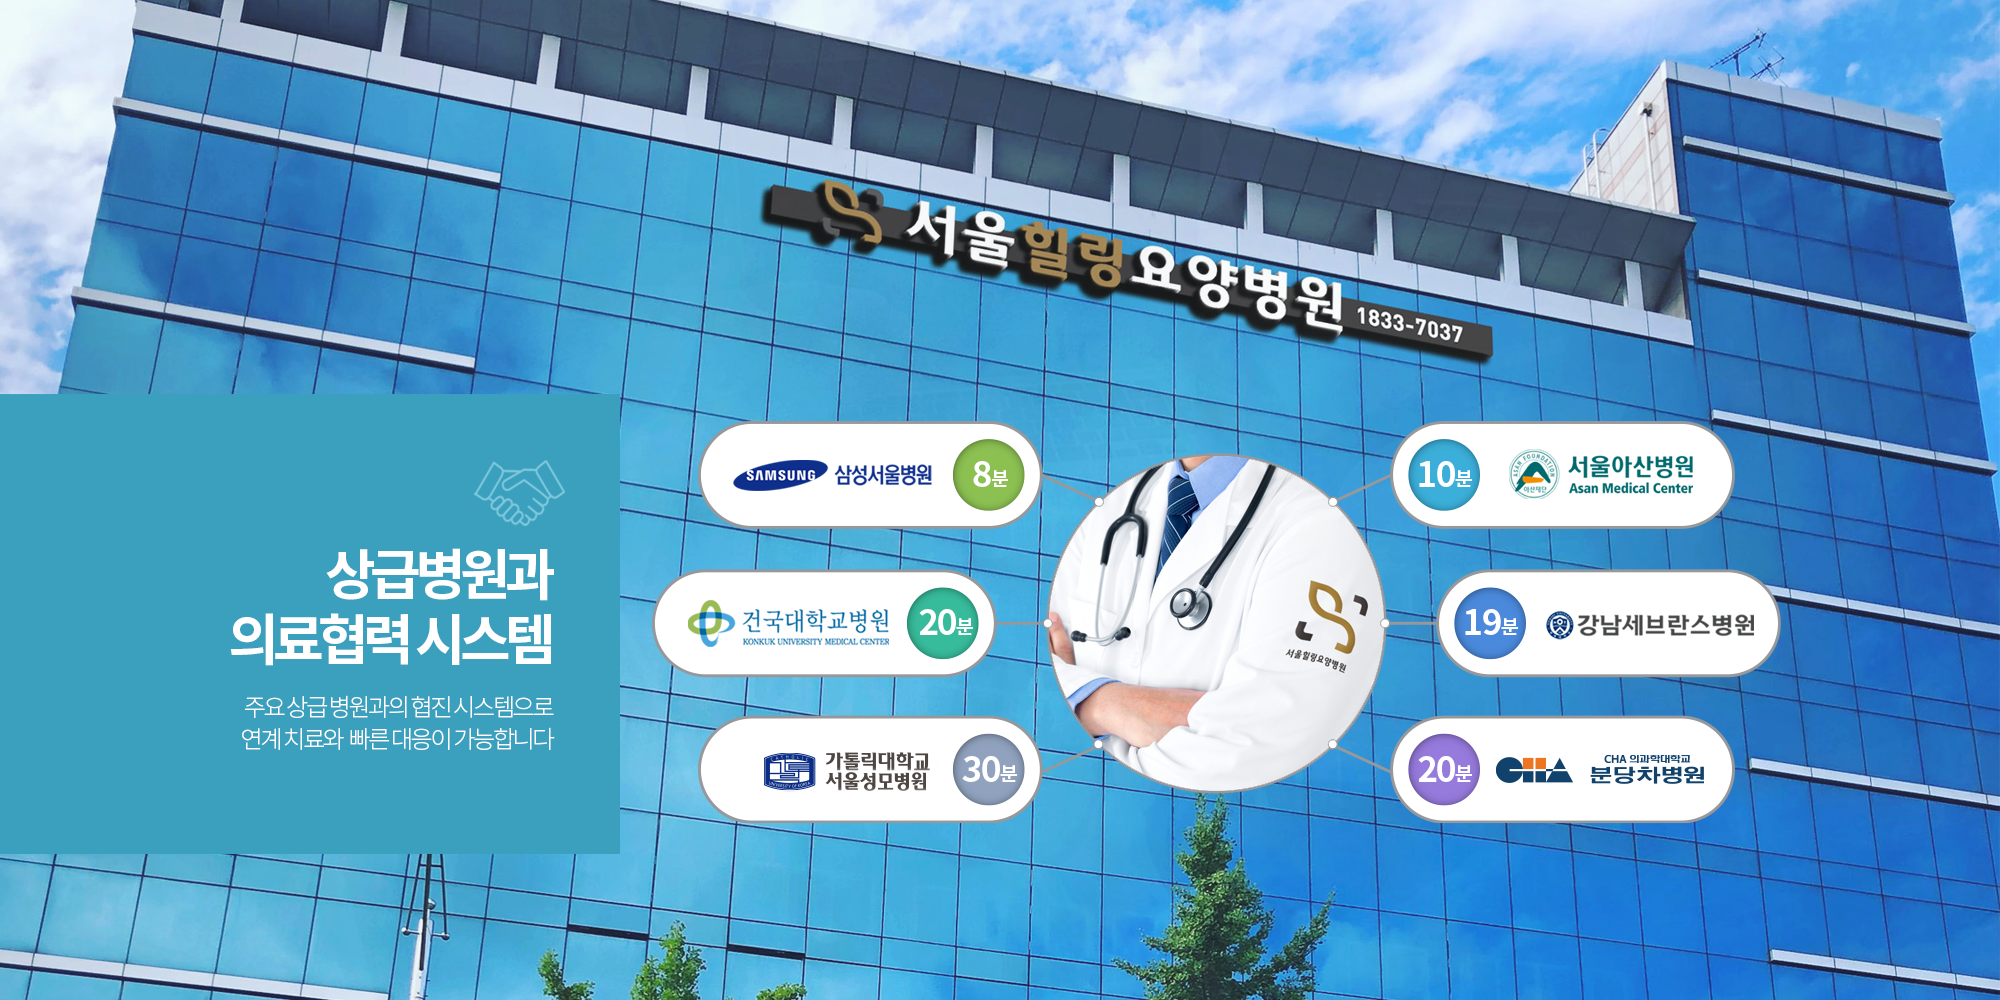 서울힐링요양병원 1833-7037
상급병원과
의료협력 시스템
주요 상급 병원과의 협진 시스템으로
연계 치료와 빠른 대응이 가능합니다
SAMSUNG 삼성서울병원 8분
건국대학교병원
KONKUK UNIVERSITY MEDICAL CENTER
20분
가톨릭대학교
서울성모병원
30분
서울힐링요양병원
10분
ASAN FOUNDATION
아산재단
서울아산병원
Asan Medical Center
19분 강남세브란스병원
20분
CHA
CHA 의과학대학교
분당차병원